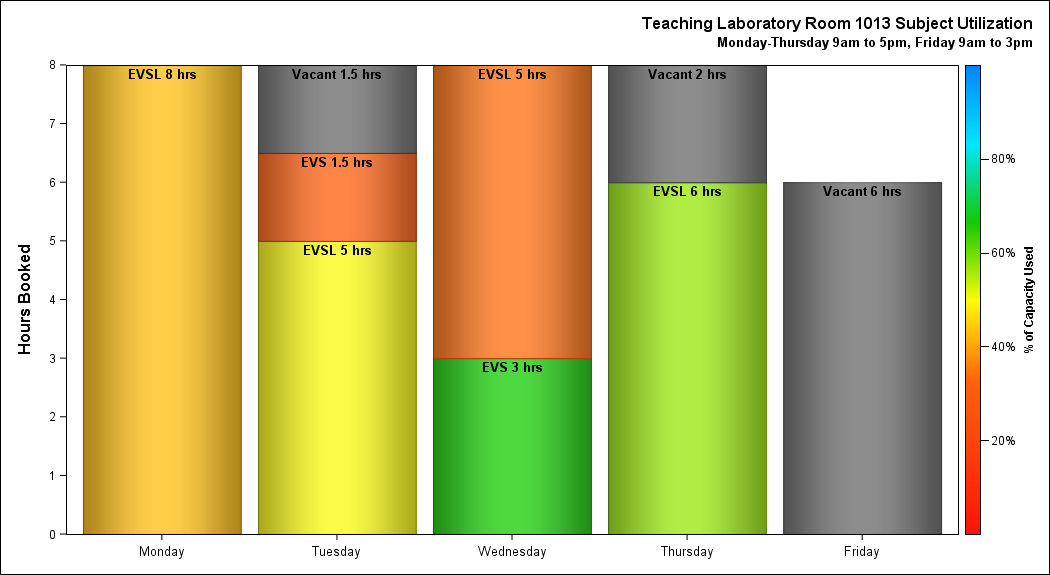 Teaching Laboratory Room 1013 Subject Utilization
Monday-Thursday 9am to 5pm, Friday 9am to 3pm
Hours Booked
8
7
6
5
4
3
2
1
0
EVSL 8 hrs
Vacant 1.5 hrs
EVS 1.5 hrs
EVSL 5 hrs
EVSL 5 hrs
EVS 3 hrs
Vacant 2 hrs
EVSL 6 hrs
Vacant 6 hrs
Monday
Tuesday
Wednesday
Thursday
Friday
80%
60%
40%
20%
% of Capacity Used